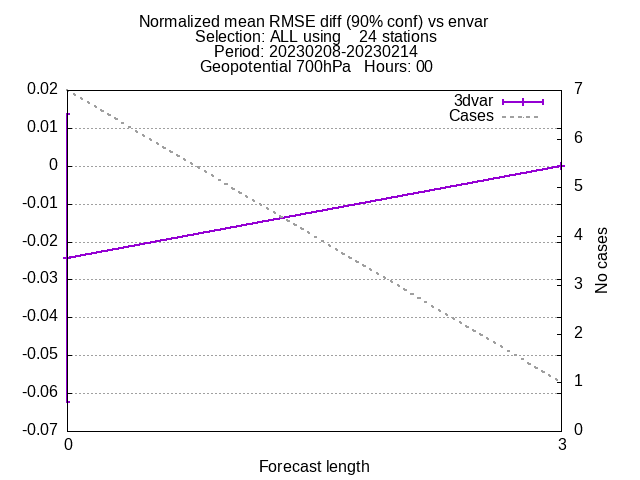 Normalized mean RMSE diff (90% conf) vs envar
Selection: ALL using    24 stations
Period: 20230208-20230214
Geopotential 700hPa   Hours: 00
3dvar
Cases
0.02
0.01
0
-0.01
-0.02
-0.03
-0.04
-0.05
-0.06
-0.07
7
6
5
4
3
2
1
0
No cases
0
3
Forecast length